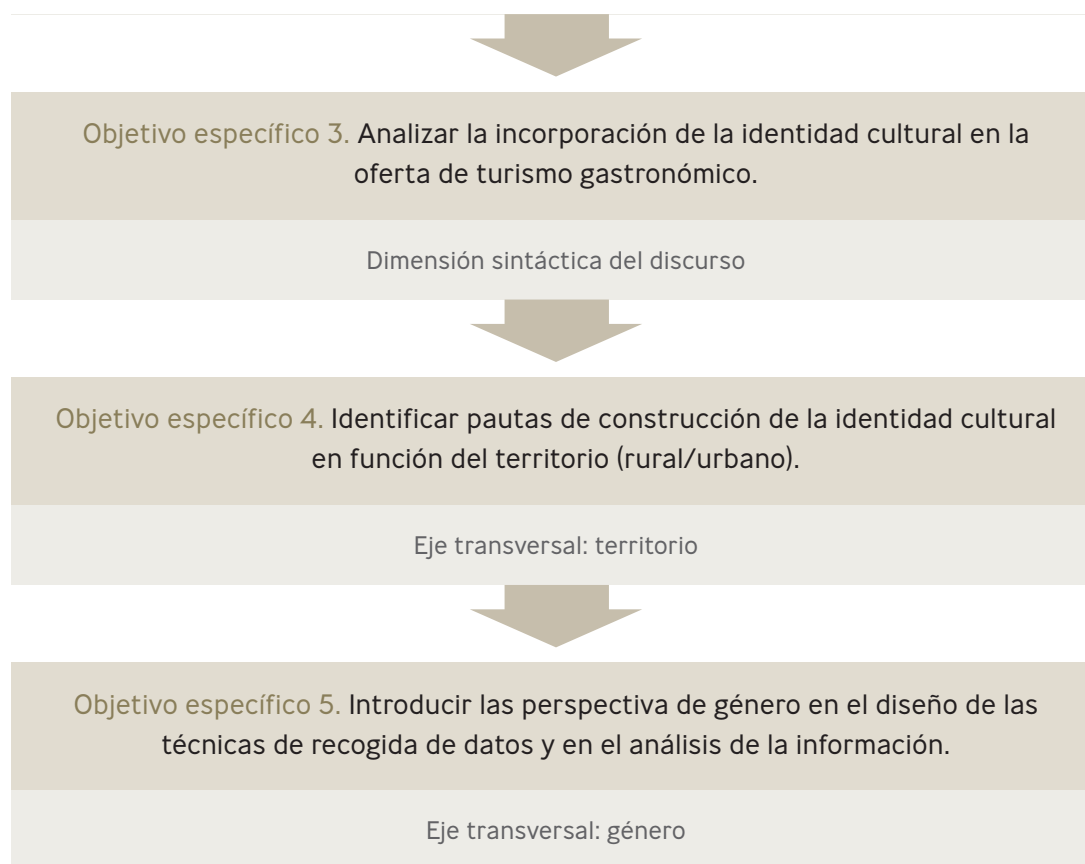 Objetivo específico 3. Analizar la incorporación de la identidad cultural en la
oferta de turismo gastronómico.
Dimensión sintáctica del discurso
Objetivo específico 4. Identificar pautas de construcción de la identidad cultural
en función del territorio (rural/urbano).
Eje transversal: territorio
Objetivo específico 5. Introducir las perspectiva de género en el diseño de las
técnicas de recogida de datos y en el análisis de la información.
Eje transversal: género